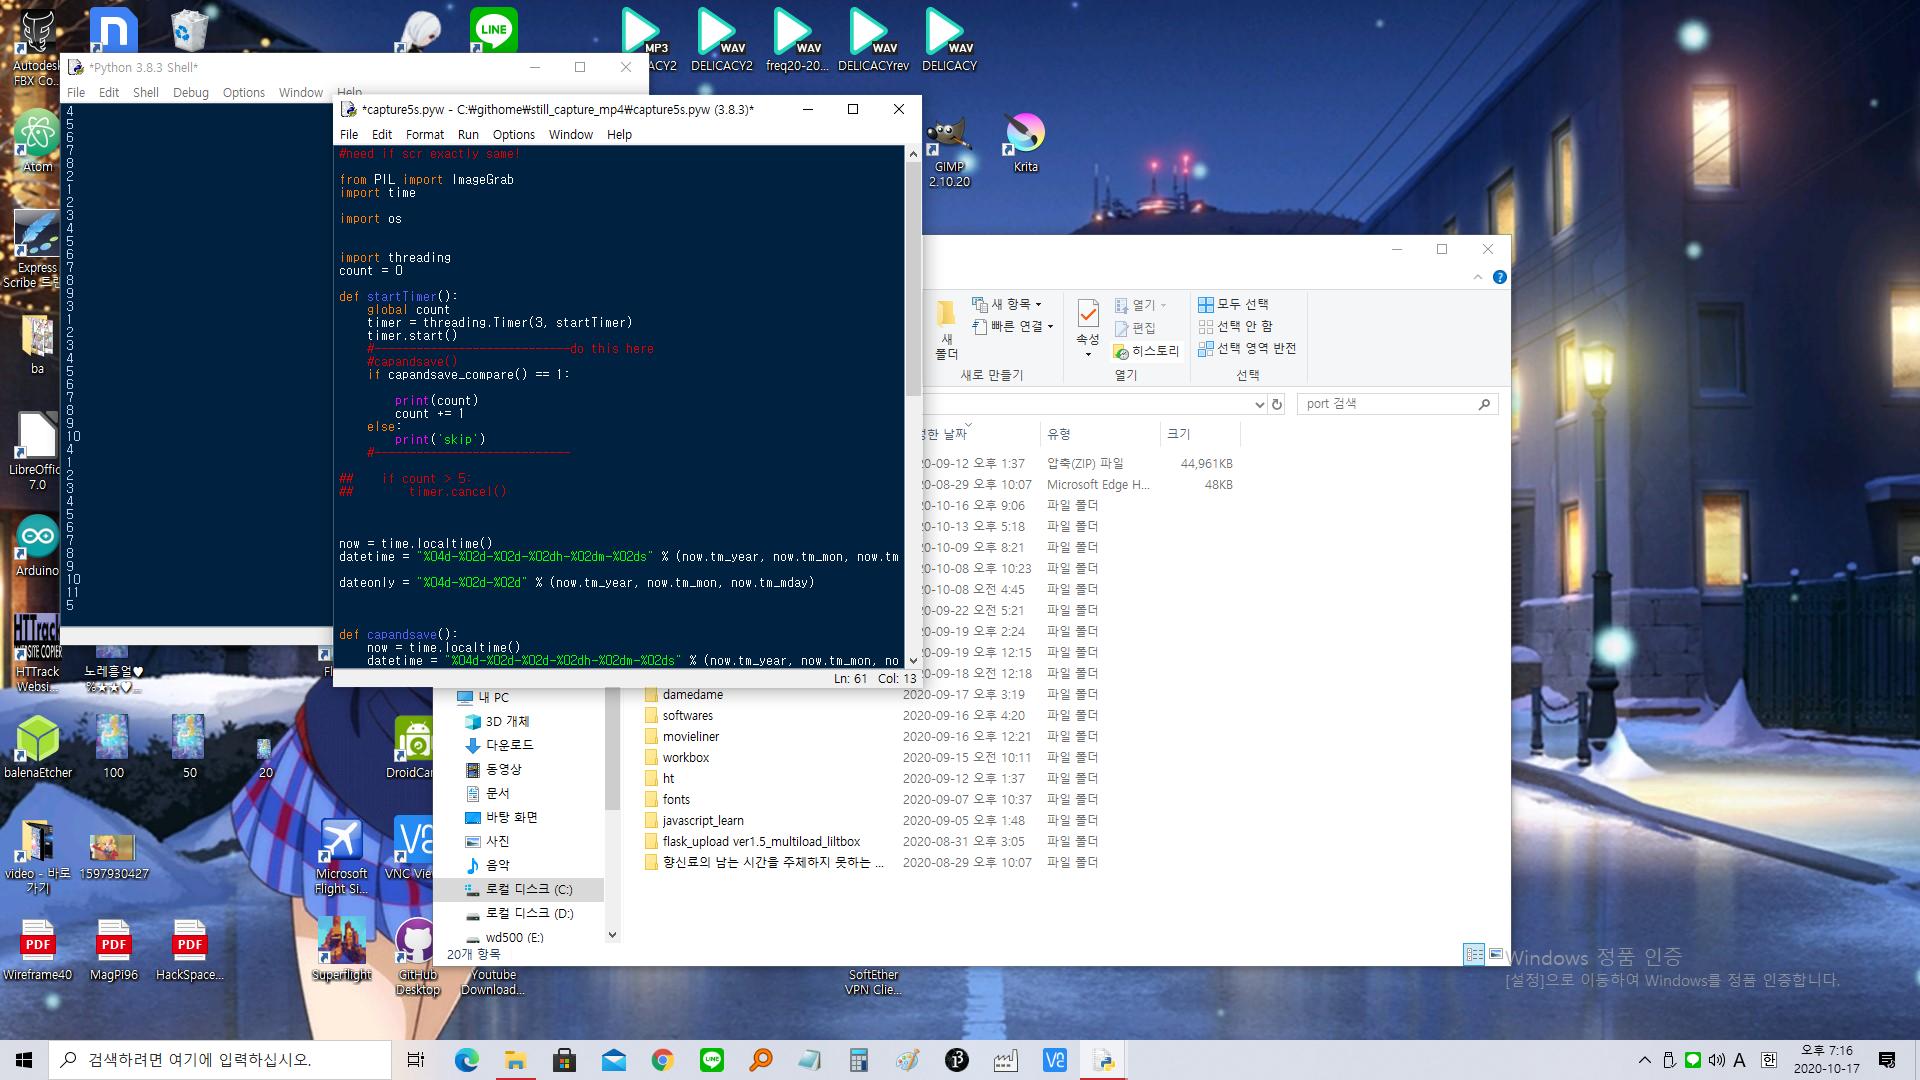 Autodesk
FBX Co...
MP3
ACY2
WAV
DELICACY2
WAV
freq20-20...
WAV
DELICACYrev
WAV
DELICACY
LINE
*Python 3.8.3 Shell*
File Edit Shell Debug Options Window Help
4
5
6
7
8
2
1
2
3
4
5
6
7
8
9
3
1
2
3
4
5
6
7
8
9
10
4
1
2
3
4
5
6
7
8
9
10
11
5
*capture5s.pyw - C:₩githome₩still_capture_mp4₩capture5s.pyw (3.8.3)*
File Edit Format Run Options Window Help
#need if scr exactly same!
from PIL import ImageGrab
import time
import os
import threading
count = 0
def startTimer():
global count
timer = threading.Timer(3, startTimer)
timer.start()
#----------------------------do this here
#capandsave()
if capandsave_compare() == 1:
print(count)
count += 1
else:
print('skip')
#----------------------------
## if count > 5:
## timer.cancel()
now = time.localtime()
datetime = "%04d-%02d-%02d-%02dh-%02dm-%02ds" % (now.tm_year, now.tm_mon, now.tm
dateonly = "%04d-%02d-%02d" % (now.tm_year, now.tm_mon, now.tm_mday)
def capandsave():
now = time.localtime()
datetime = "%04d-%02d-%02d-%02dh-%02dm-%02ds" % (now.tm_year, now.tm_mon, no
Ln: 61 Col: 13
Atom
Express
Scribe 트란
ba
LibreOffic
7.0
Arduino
HTTrack
WEBSITE COPIER
HTTrack
Websi...
노레흥얼♥
%★★♡...
balenaEtcher
100
50
20
DroidCam
video - 바로
가기
1597930427
Microsoft
Flight Si...
VNC Vie
PDF
Wireframe40
PDF
MagPi96
PDF
HackSpace...
Superflight
GitHub
Desktop
Youtube
Download...
SoftEther
VPN Clie...
GIMP
2.10.20
Krita
새
폴더
새 항목
빠른 연결
새로 만들기
속성
열기
편집
히스토리
열기
모두 선택
선택 안 함
선택 영역 반전
선택
port 검색
유형
크기
20-09-12 오후 1:37 압축(ZIP) 파일 44,961KB
20-08-29 오후 10:07 Microsoft Edge H... 48KB
20-10-16 오후 9:06 파일 폴더
20-10-13 오후 5:18 파일 폴더
20-10-09 오후 8:21 파일 폴더
20-10-08 오후 10:23 파일 폴더
20-10-08 오전 4:45 파일 폴더
20-09-22 오전 5:21 파일 폴더
20-09-19 오후 2:24 파일 폴더
20-09-19 오후 12:15 파일 폴더
20-09-18 오전 12:18 파일 폴더
damedame 2020-09-17 오후 3:19 파일 폴더
softwares 2020-09-16 오후 4:20 파일 폴더
movieliner 2020-09-16 오후 12:21 파일 폴더
workbox 2020-09-15 오전 10:11 파일 폴더
ht 2020-09-12 오후 1:37 파일 폴더
fonts 2020-09-07 오후 10:37 파일 폴더
javascript_learn 2020-09-05 오후 1:48 파일 폴더
flask_upload ver1.5_multiload_liltbox 2020-08-31 오후 3:05 파일 폴더
향신료의 남는 시간을 주체하지 못하는 ... 2020-08-29 오후 10:07 파일 폴더
내 PC
3D 개체
다운로드
동영상
문서
바탕 화면
사진
음악
로컬 디스크 (C:)
로컬 디스크 (D:)
wd500 (E:)
20개 항목
Windows 정품 인증
[설정]으로 이동하여 Windows를 정품 인증합니다.
검색하려면 여기에 입력하십시오.
A
한
오후 7:16
2020-10-17